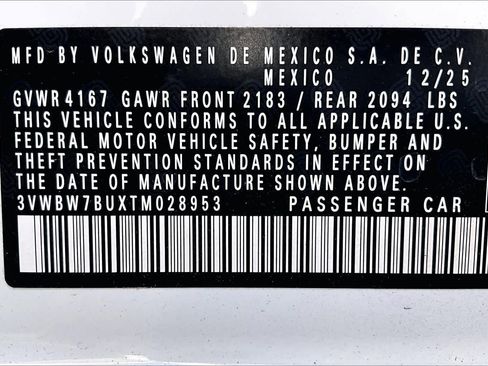 MFD BY VOLKSWAGEN DE MEXICO S.A. DE C.V.
MEXICO 12/25
GVWR 4167 GAWR FRONT 2183 / REAR 2094 LBS
THIS VEHICLE CONFORMS TO ALL APPLICABLE U.S.
FEDERAL MOTOR VEHICLE SAFETY, BUMPER AND
THEFT PREVENTION STANDARDS IN EFFECT ON
THE DATE OF MANUFACTURE SHOWN ABOVE.
3VWBW7BUXTM028953 PASSENGER CAR